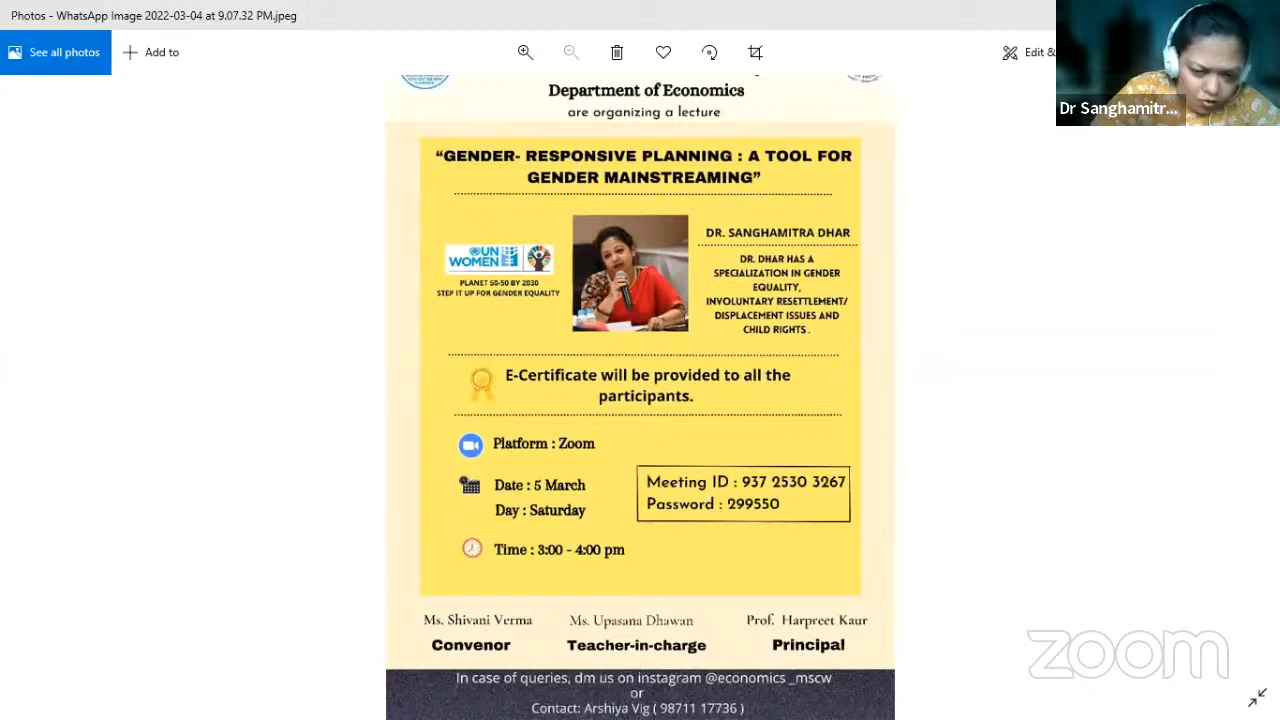 Photos - WhatsApp Image 2022-03-04 at 9.07.32 PM.jpeg
See all photos
Add to
Edit &
Dr Sanghamitr...
Department of Economics
are organizing a lecture
“GENDER- RESPONSIVE PLANNING : A TOOL FOR
GENDER MAINSTREAMING”
UN
WOMEN
PLANET 50-50 BY 2030
STEP IT UP FOR GENDER EQUALITY
DR. SANGHAMITRA DHAR
DR. DHAR HAS A
SPECIALIZATION IN GENDER
EQUALITY,
INVOLUNTARY RESETTLEMENT/
DISPLACEMENT ISSUES AND
CHILD RIGHTS .
E-Certificate will be provided to all the
participants.
Platform : Zoom
Date : 5 March
Day : Saturday
Meeting ID : 937 2530 3267
Password : 299550
Time : 3:00 - 4:00 pm
Ms. Shivani Verma
Convenor
Ms. Upasana Dhawan
Teacher-in-charge
Prof. Harpreet Kaur
Principal
In case of queries, dm us on instagram @economics _mscw
or
Contact: Arshiya Vig ( 98711 17736 )
zoom